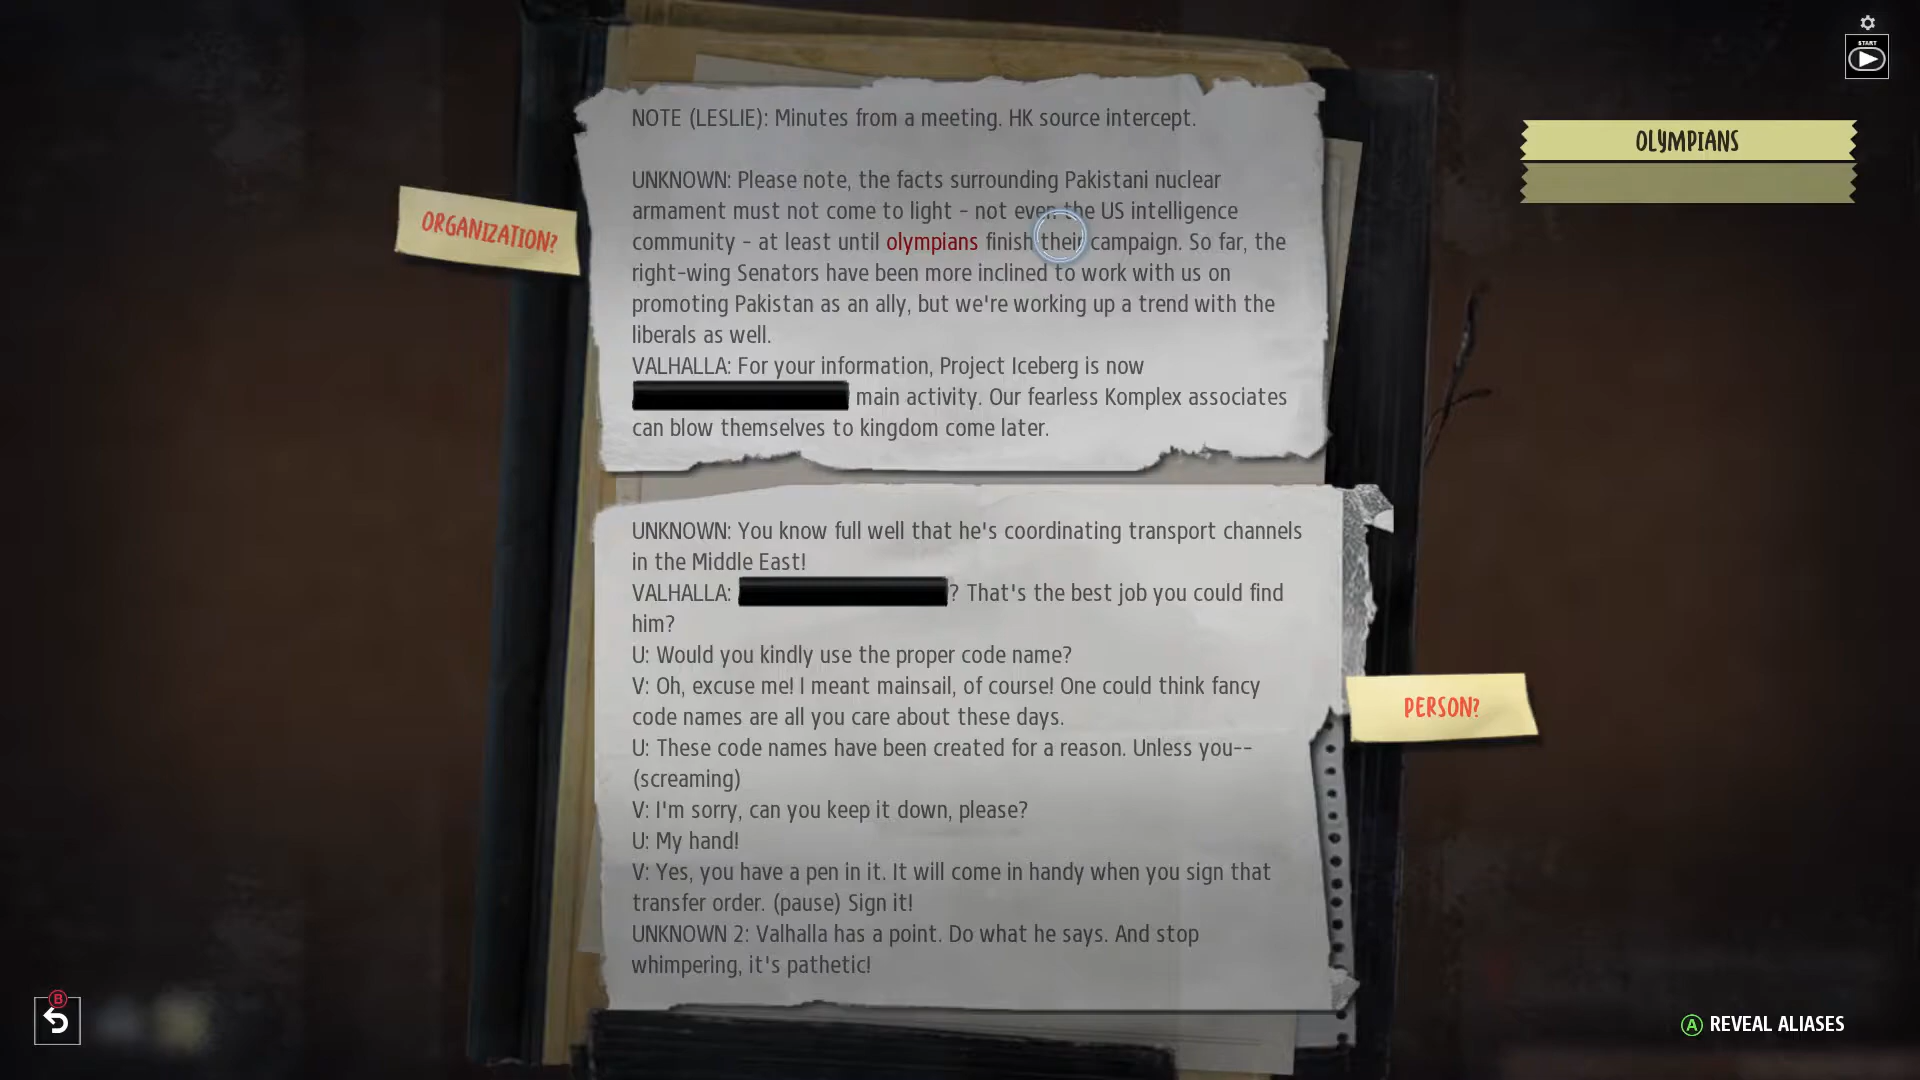 START
OLYMPIANS
NOTE (LESLIE): Minutes from a meeting. HK source intercept.
ORGANIZATION?
UNKNOWN: Please note, the facts surrounding Pakistani nuclear
armament must not come to light - not even the US intelligence
community - at least until olympians finish their campaign. So far, the
right-wing Senators have been more inclined to work with us on
promoting Pakistan as an ally, but we're working up a trend with the
liberals as well.
VALHALLA: For your information, Project Iceberg is now
main activity. Our fearless Komplex associates
can blow themselves to kingdom come later.
UNKNOWN: You know full well that he's coordinating transport channels
in the Middle East!
VALHALLA: ? That's the best job you could find
him?
U: Would you kindly use the proper code name?
V: Oh, excuse me! I meant mainsail, of course! One could think fancy
code names are all you care about these days.
PERSON?
U: These code names have been created for a reason. Unless you--
(screaming)
V: I'm sorry, can you keep it down, please?
U: My hand!
V: Yes, you have a pen in it. It will come in handy when you sign that
transfer order. (pause) Sign it!
UNKNOWN 2: Valhalla has a point. Do what he says. And stop
whimpering, it's pathetic!
B
A REVEAL ALIASES